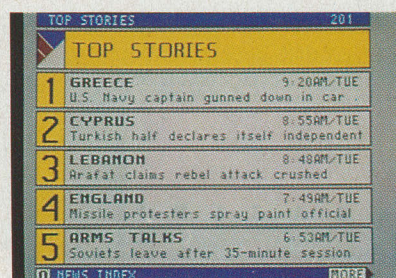 TOP STORIES 201
TOP STORIES
1 GREECE 9:20AM/TUE
U.S. Navy captain gunned down in car.
2 CYPRUS 8:55AM/TUE
Turkish half declares itself independent
3 LEBANON 8:48AM/TUE
Arafat claims rebel attack crushed
4 ENGLAND 7:49AM/TUE
Missile protesters spray paint official
5 ARMS TALKS 6:53AM/TUE
Soviets leave after 35-minute session
0 NEWS INDEX MORE